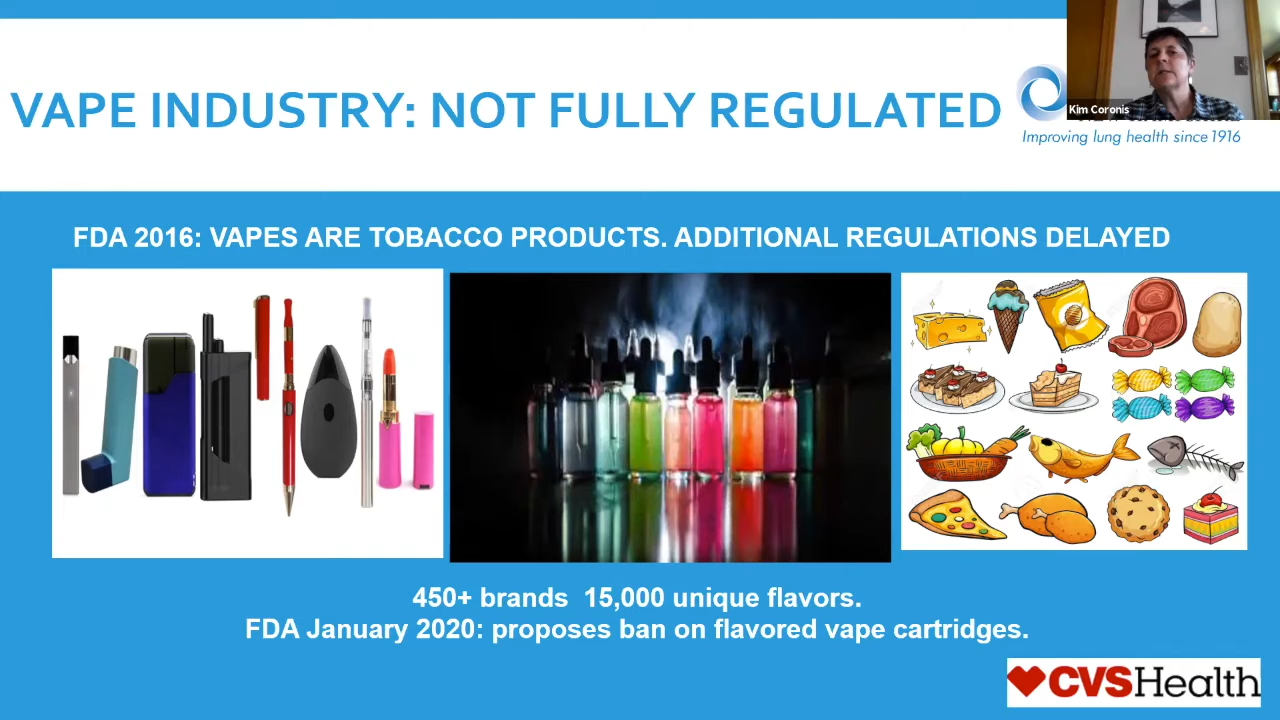 VAPE INDUSTRY: NOT FULLY REGULATED
Kim Coronis
Improving lung health since 1916
FDA 2016: VAPES ARE TOBACCO PRODUCTS. ADDITIONAL REGULATIONS DELAYED
450+ brands 15,000 unique flavors.
FDA January 2020: proposes ban on flavored vape cartridges.
CVSHealth